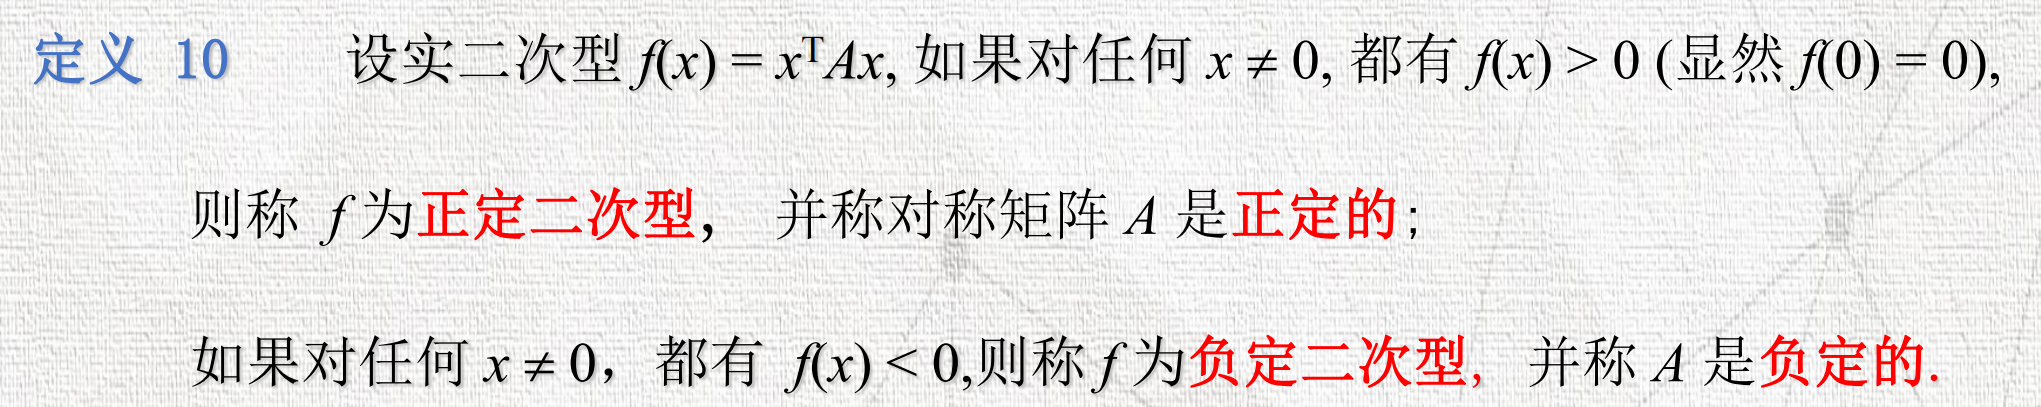 定义 10 设实二次型 f(x) = xᵀAx, 如果对任何 x ≠ 0, 都有 f(x) > 0 (显然 f(0) = 0),
则称 f 为正定二次型， 并称对称矩阵 A 是正定的;
如果对任何 x ≠ 0，都有 f(x) < 0,则称 f 为负定二次型, 并称 A 是负定的.